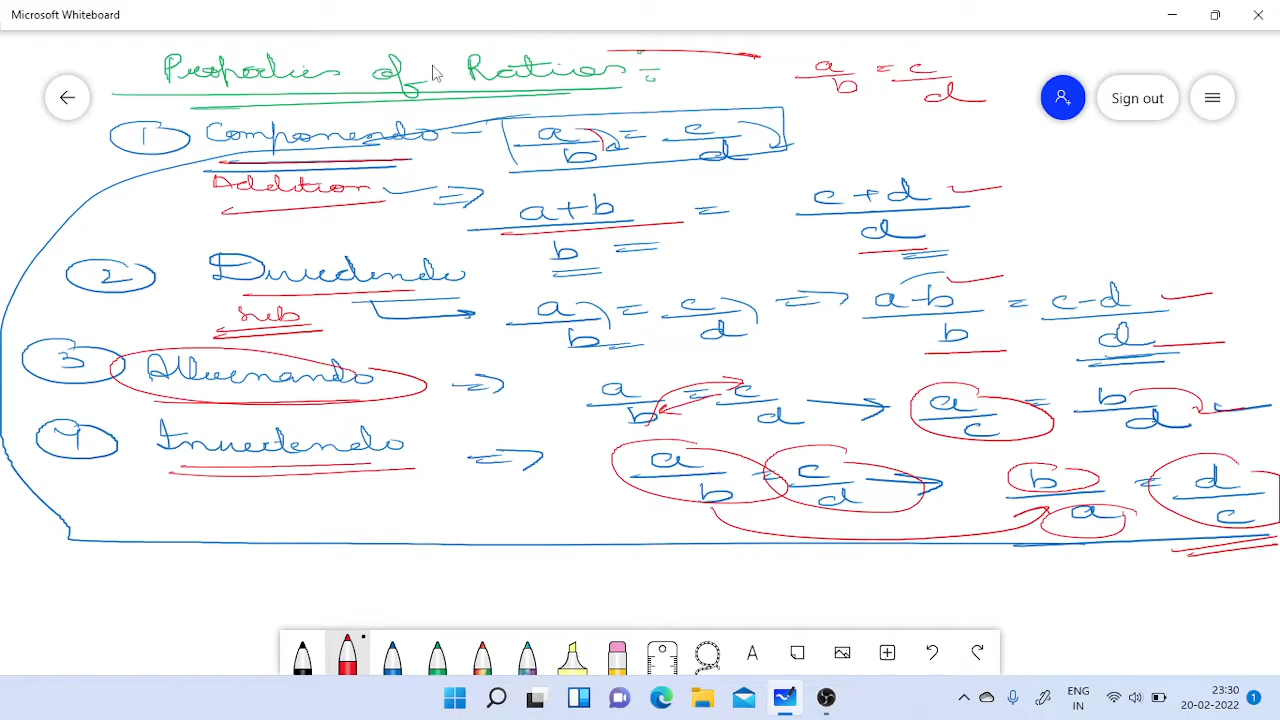 Microsoft Whiteboard
Properties of Ratios :-
a/b = c/d
Sign out
1 Componendo - a/b = c/d
Addition ⇒ a+b/b = c+d/d
2 Dividendo a/b = c/d ⇒ a-b/b = c-d/d
sub
3 Alternando ⇒ a/b = c/d → a/c = b/d
4 Invertendo ⇒ a/b = c/d → b/a = d/c
A
ENG
IN
23:30
20-02-2022
1